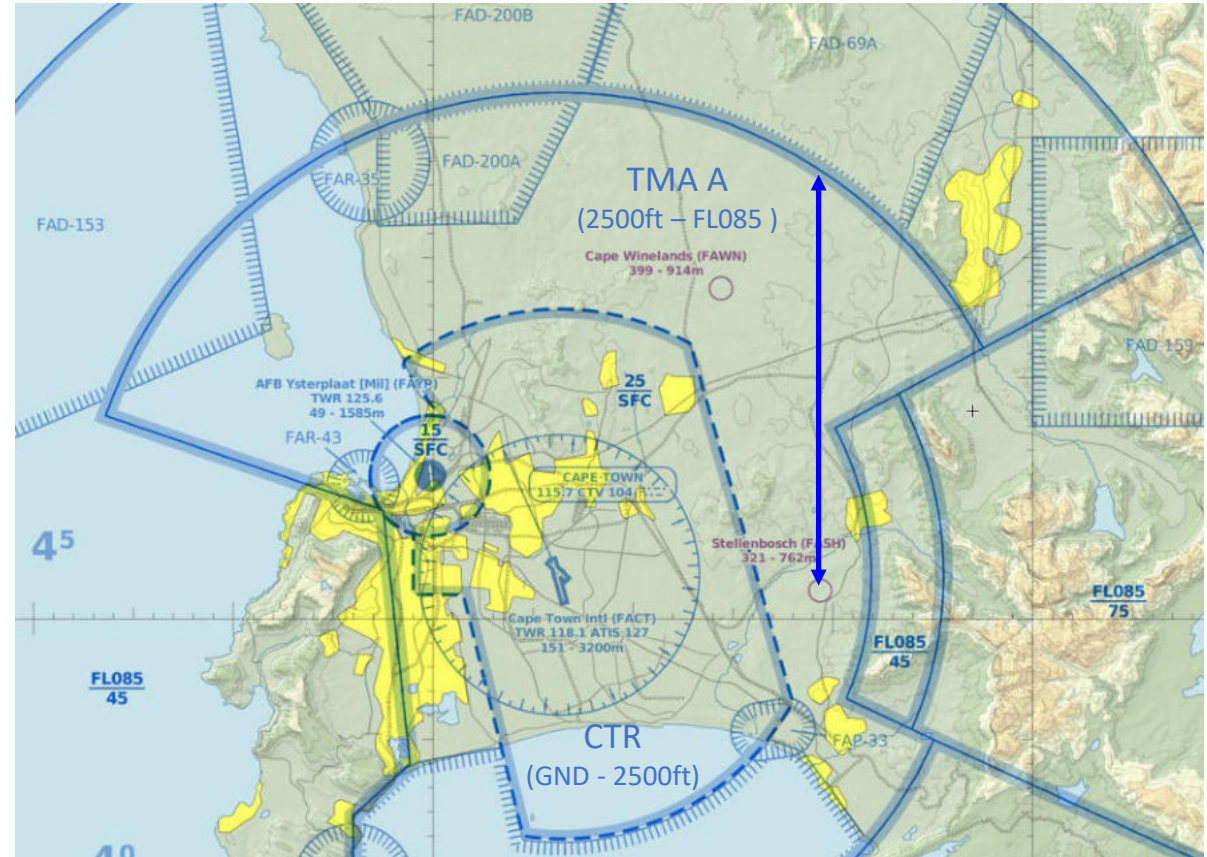 FAD-200B
FAD-69A
FAD-200A
FAR-35
FAD-153
TMA A
(2500ft – FL085 )
Cape Winelands (FAWN)
399 - 914m
FAD-159
AFB Ysterplaat [Mil] (FAYP)
TWR 125.6
49 - 1585m
25
SFC
15
SFC
FAR-43
CAPE TOWN
115.7 CTV 104
4⁵
Stellenbosch (FASH)
321 - 762m
Cape Town Intl (FACT)
TWR 118.1 ATIS 127
151 - 3200m
FL085
75
FL085
45
FL085
45
CTR
(GND - 2500ft)
4⁰